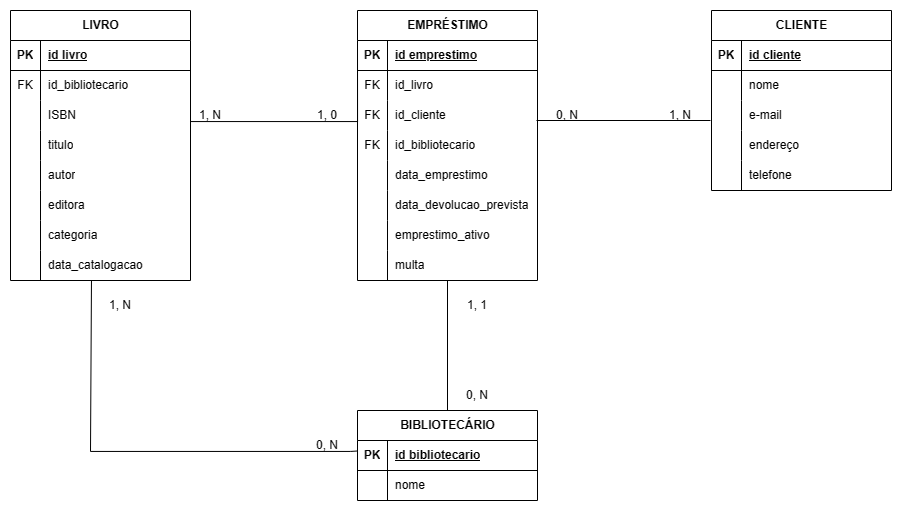 LIVRO
PK id livro
FK id_bibliotecario
ISBN
titulo
autor
editora
categoria
data_catalogacao
1, N
1, 0
EMPRÉSTIMO
PK id emprestimo
FK id_livro
FK id_cliente
FK id_bibliotecario
data_emprestimo
data_devolucao_prevista
emprestimo_ativo
multa
0, N
1, N
CLIENTE
PK id cliente
nome
e-mail
endereço
telefone
1, N
0, N
1, 1
0, N
BIBLIOTECÁRIO
PK id bibliotecario
nome